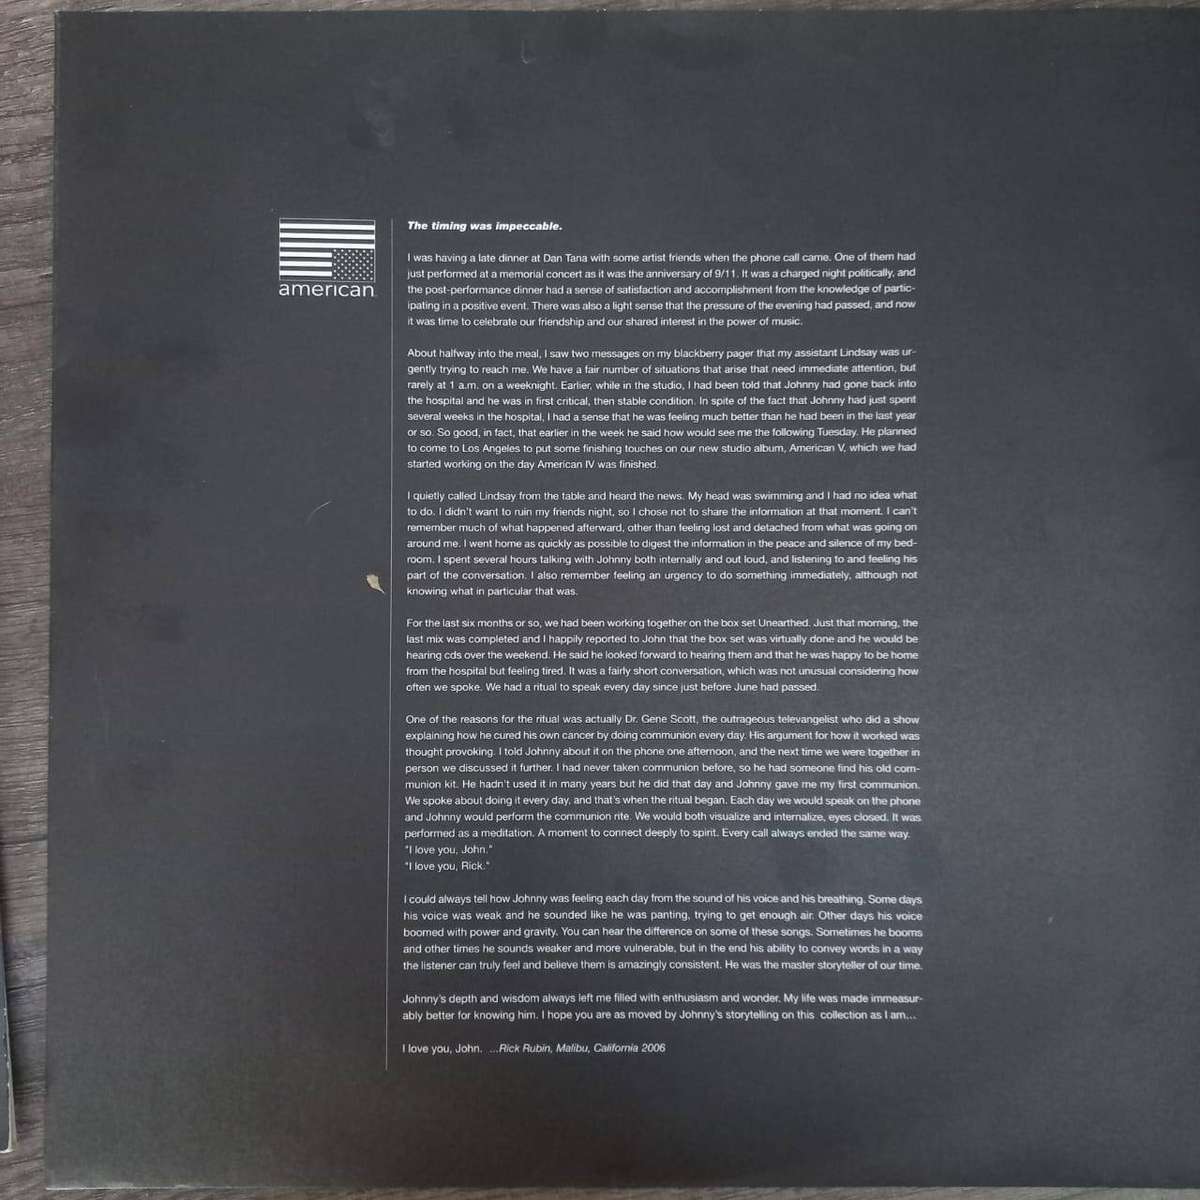 american
The timing was impeccable.
I was having a late dinner at Dan Tana with some artist friends when the phone call came. One of them had
just performed at a memorial concert as it was the anniversary of 9/11. It was a charged night politically, and
the post-performance dinner had a sense of satisfaction and accomplishment from the knowledge of partic-
ipating in a positive event. There was also a light sense that the pressure of the evening had passed, and now
it was time to celebrate our friendship and our shared interest in the power of music.
About halfway into the meal, I saw two messages on my blackberry pager that my assistant Lindsay was ur-
gently trying to reach me. We have a fair number of situations that arise that need immediate attention, but
rarely at 1 a.m. on a weeknight. Earlier, while in the studio, I had been told that Johnny had gone back into
the hospital and he was in first critical, then stable condition. In spite of the fact that Johnny had just spent
several weeks in the hospital, I had a sense that he was feeling much better than he had been in the last year
or so. So good, in fact, that earlier in the week he said how would see me the following Tuesday. He planned
to come to Los Angeles to put some finishing touches on our new studio album, American V, which we had
started working on the day American IV was finished.
I quietly called Lindsay from the table and heard the news. My head was swimming and I had no idea what
to do. I didn't want to ruin my friends night, so I chose not to share the information at that moment. I can't
remember much of what happened afterward, other than feeling lost and detached from what was going on
around me. I went home as quickly as possible to digest the information in the peace and silence of my bed-
room. I spent several hours talking with Johnny both internally and out loud, and listening to and feeling his
part of the conversation. I also remember feeling an urgency to do something immediately, although not
knowing what in particular that was.
For the last six months or so, we had been working together on the box set Unearthed. Just that morning, the
last mix was completed and I happily reported to John that the box set was virtually done and he would be
hearing cds over the weekend. He said he looked forward to hearing them and that he was happy to be home
from the hospital but feeling tired. It was a fairly short conversation, which was not unusual considering how
often we spoke. We had a ritual to speak every day since just before June had passed.
One of the reasons for the ritual was actually Dr. Gene Scott, the outrageous televangelist who did a show
explaining how he cured his own cancer by doing communion every day. His argument for how it worked was
thought provoking. I told Johnny about it on the phone one afternoon, and the next time we were together in
person we discussed it further. I had never taken communion before, so he had someone find his old com-
munion kit. He hadn't used it in many years but he did that day and Johnny gave me my first communion.
We spoke about doing it every day, and that's when the ritual began. Each day we would speak on the phone
and Johnny would perform the communion rite. We would both visualize and internalize, eyes closed. It was
performed as a meditation. A moment to connect deeply to spirit. Every call always ended the same way.
"I love you, John."
"I love you, Rick."
I could always tell how Johnny was feeling each day from the sound of his voice and his breathing. Some days
his voice was weak and he sounded like he was panting, trying to get enough air. Other days his voice
boomed with power and gravity. You can hear the difference on some of these songs. Sometimes he booms
and other times he sounds weaker and more vulnerable, but in the end his ability to convey words in a way
the listener can truly feel and believe them is amazingly consistent. He was the master storyteller of our time.
Johnny's depth and wisdom always left me filled with enthusiasm and wonder. My life was made immeasur-
ably better for knowing him. I hope you are as moved by Johnny's storytelling on this collection as I am...
I love you, John. ...Rick Rubin, Malibu, California 2006